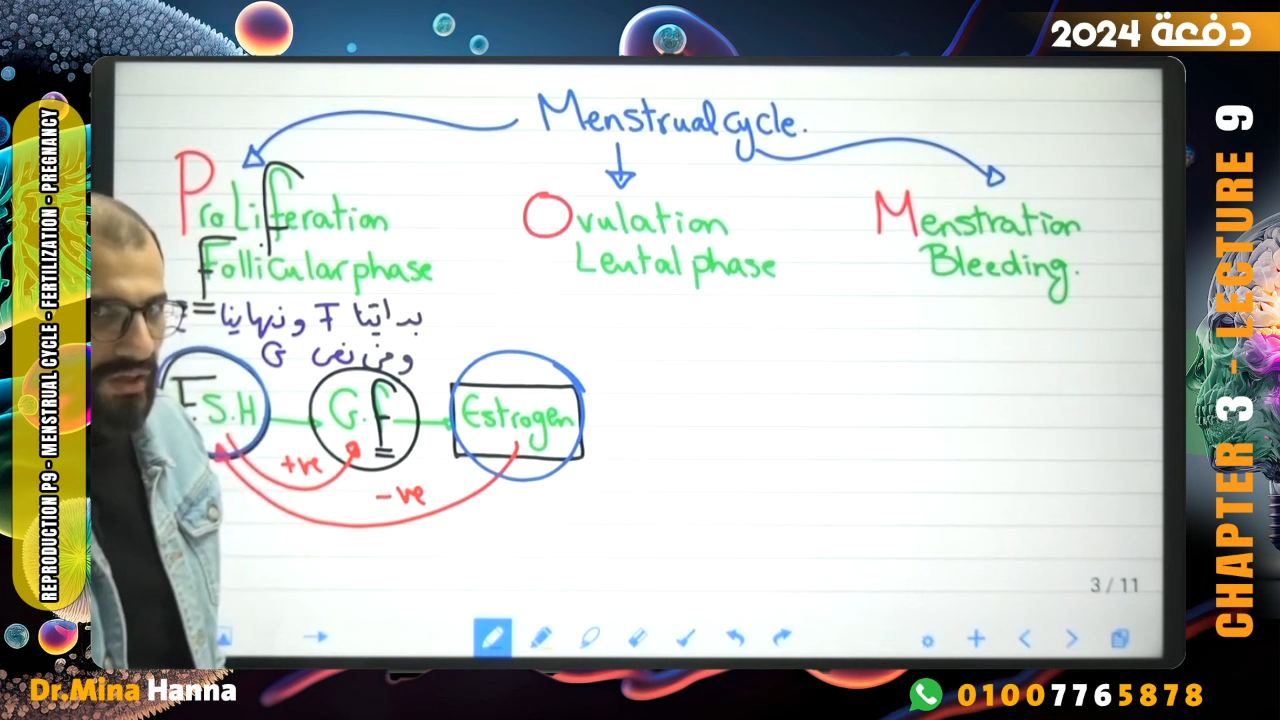 دفعة 2024
REPRODUCTION P9 - MENSTRUAL CYCLE - FERTILIZATION - PREGNANCY
CHAPTER 3 - LECTURE 9
Menstrual cycle.
Proliferation
Follicular phase
بدايتها F ونهايتها
ومن نص G
F.S.H
G.f
Estrogen
+ve
-ve
Ovulation
Leutal phase
Menstration
Bleeding.
3 / 11
Dr.Mina Hanna
01007765878